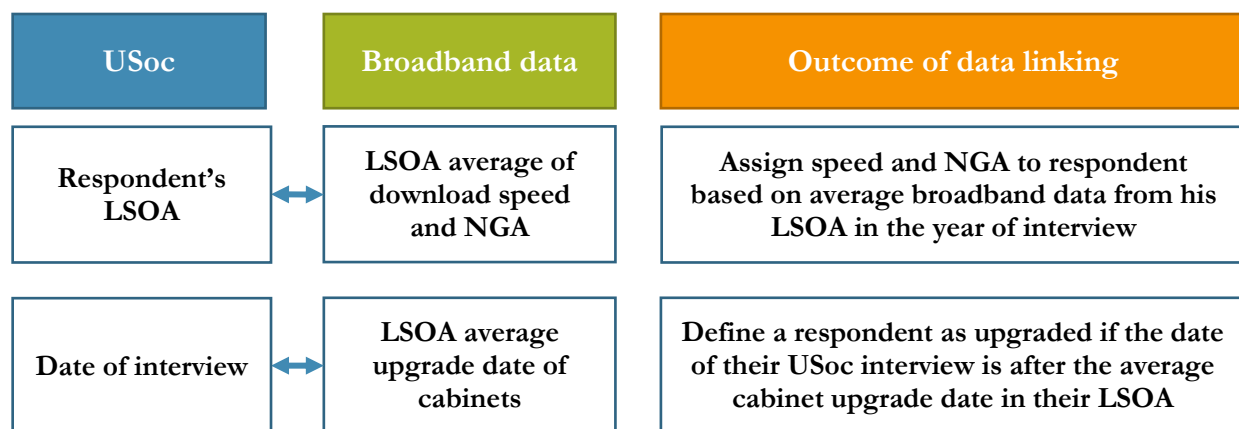 USoc
Broadband data
Outcome of data linking
Respondent's
LSOA
LSOA average of
download speed
and NGA
Assign speed and NGA to respondent
based on average broadband data from his
LSOA in the year of interview
Date of interview
LSOA average
upgrade date of
cabinets
Define a respondent as upgraded if the date
of their USoc interview is after the average
cabinet upgrade date in their LSOA